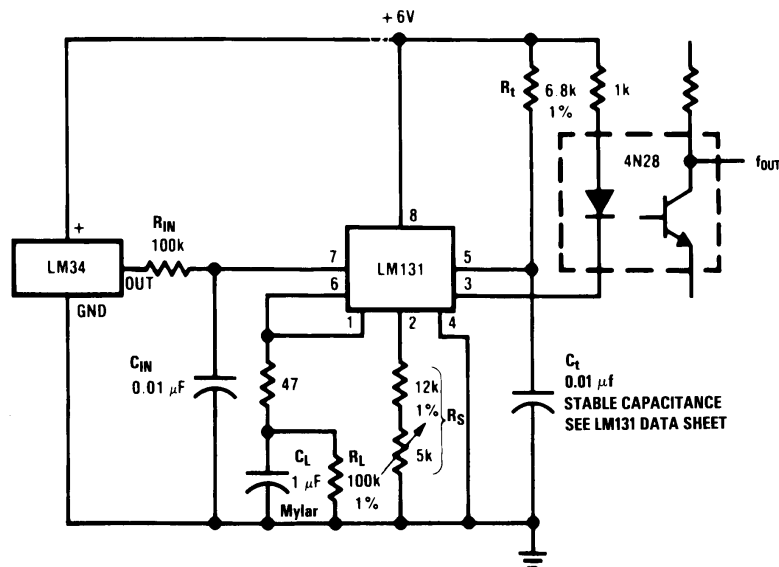 + 6V
Rt
6.8k
1%
1k
4N28
fOUT
RIN
100k
+
LM34
OUT
GND
7
8
LM131
5
6
3
1
2
4
CIN
0.01 μF
47
12k
1%
RS
5k
CL
1 μF
Mylar
RL
100k
1%
Ct
0.01 μf
STABLE CAPACITANCE
SEE LM131 DATA SHEET